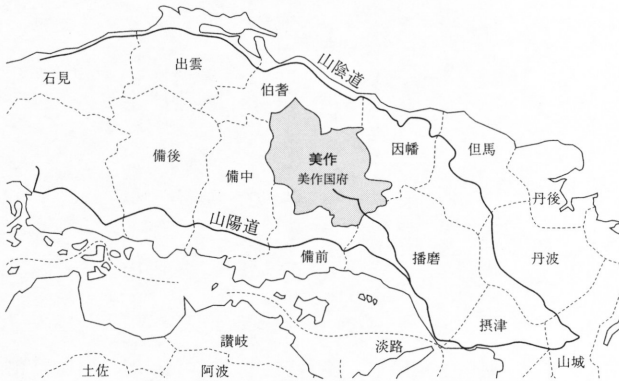 山陰道
石見
出雲
伯耆
因幡
但馬
丹後
備後
備中
美作
美作国府
山陽道
備前
播磨
丹波
摂津
讃岐
淡路
山城
土佐
阿波